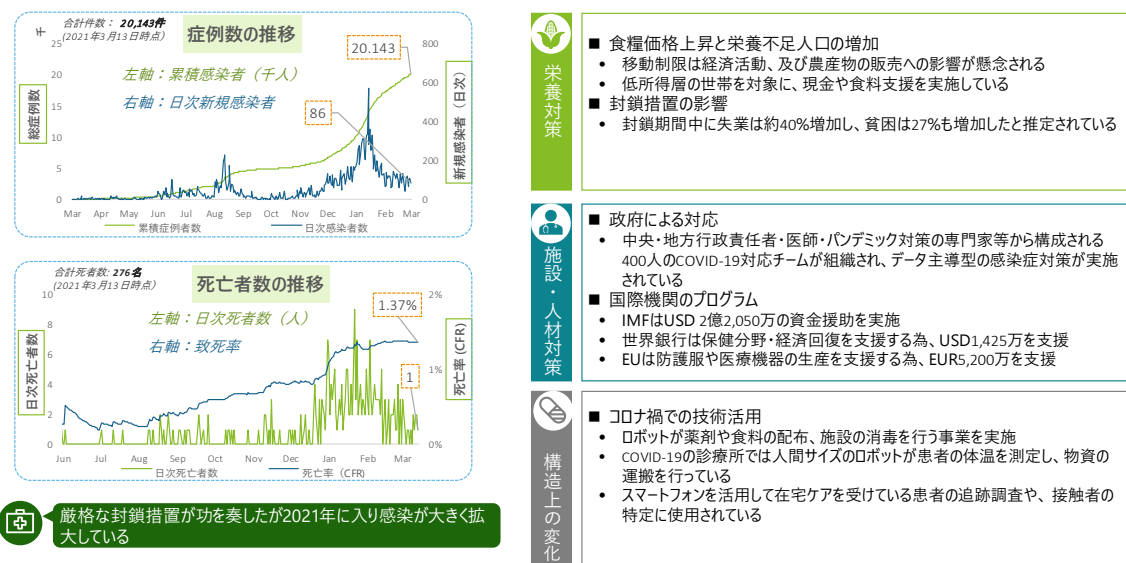 合計件数： 20,143件
(2021年3月13日時点)
症例数の推移
千
左軸：累積感染者（千人）
右軸：日次新規感染者
20.143
86
総症例数
新規感染者（日次）
25
20
15
10
5
0
800
600
400
200
0
Mar Apr May Jun Jul Aug Sep Oct Nov Dec Jan Feb Mar
累積症例者数 日次感染者数
合計死者数: 276名
(2021年3月13日時点）
死亡者数の推移
左軸：日次死者数（人）
右軸：致死率
1.37%
1
日次死亡者数
死亡率 (CFR)
10
8
6
4
2
0
2%
1%
0%
Jun Jul Aug Sep Oct Nov Dec Jan Feb Mar
日次死亡者数 死亡率（CFR)
厳格な封鎖措置が功を奏したが2021年に入り感染が大きく拡
大している
栄養対策
■ 食糧価格上昇と栄養不足人口の増加
• 移動制限は経済活動、及び農産物の販売への影響が懸念される
• 低所得層の世帯を対象に、現金や食料支援を実施している
■ 封鎖措置の影響
• 封鎖期間中に失業は約40%増加し、貧困は27%も増加したと推定されている
施設・人材対策
■ 政府による対応
• 中央・地方行政責任者・医師・パンデミック対策の専門家等から構成される
400人のCOVID-19対応チームが組織され、データ主導型の感染症対策が実施
されている
■ 国際機関のプログラム
• IMFはUSD 2億2,050万の資金援助を実施
• 世界銀行は保健分野・経済回復を支援する為、USD1,425万を支援
• EUは防護服や医療機器の生産を支援する為、EUR5,200万を支援
構造上の変化
■ コロナ禍での技術活用
• ロボットが薬剤や食料の配布、施設の消毒を行う事業を実施
• COVID-19の診療所では人間サイズのロボットが患者の体温を測定し、物資の
運搬を行っている
• スマートフォンを活用して在宅ケアを受けている患者の追跡調査や、接触者の
特定に使用されている